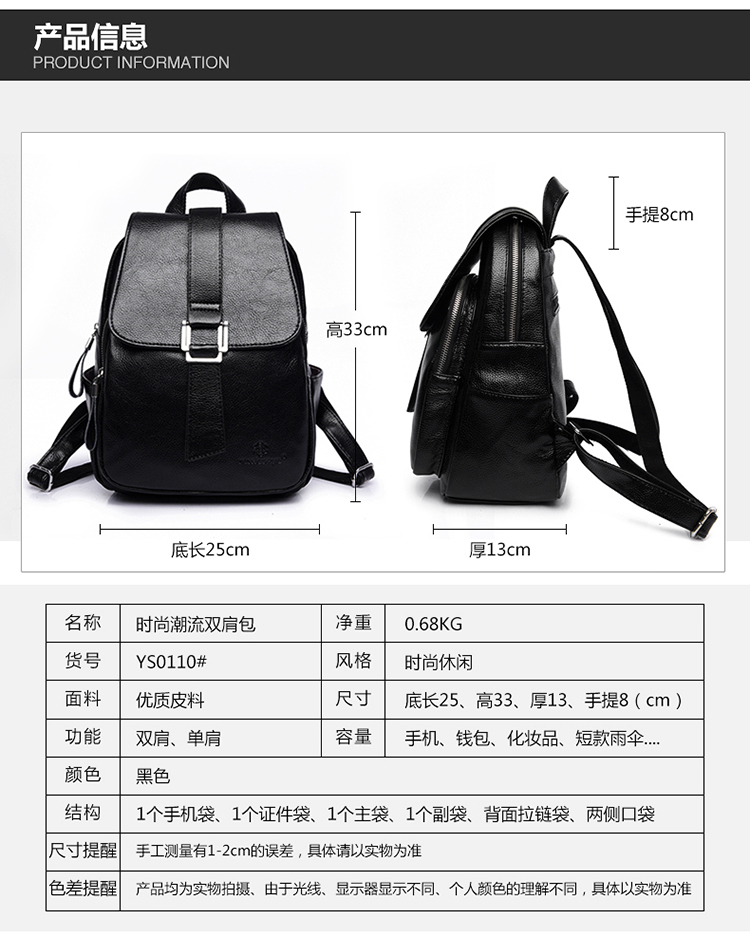 产品信息
PRODUCT INFORMATION
手提8cm
高33cm
底长25cm
厚13cm
名称 时尚潮流双肩包 净重 0.68KG
货号 YS0110# 风格 时尚休闲
面料 优质皮料 尺寸 底长25、高33、厚13、手提8（cm）
功能 双肩、单肩 容量 手机、钱包、化妆品、短款雨伞....
颜色 黑色
结构 1个手机袋、1个证件袋、1个主袋、1个副袋、背面拉链袋、两侧口袋
尺寸提醒 手工测量有1-2cm的误差，具体请以实物为准
色差提醒 产品均为实物拍摄、由于光线、显示器显示不同、个人颜色的理解不同，具体以实物为准